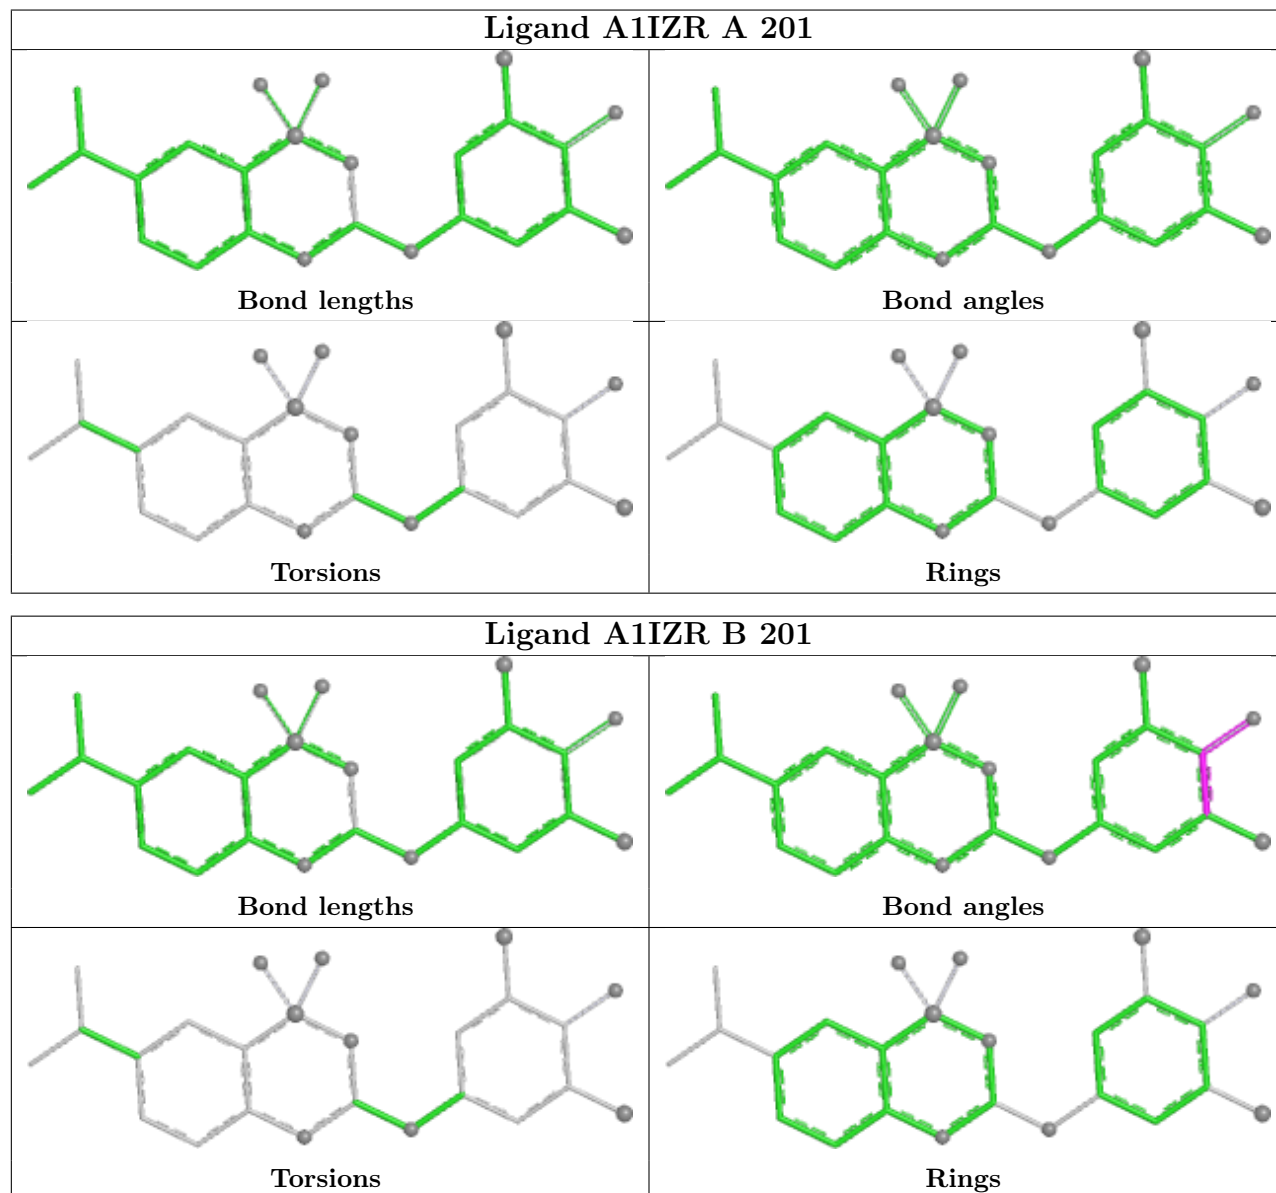 Ligand A1IZR A 201
Bond lengths
Bond angles
Torsions
Rings
Ligand A1IZR B 201
Bond lengths
Bond angles
Torsions
Rings